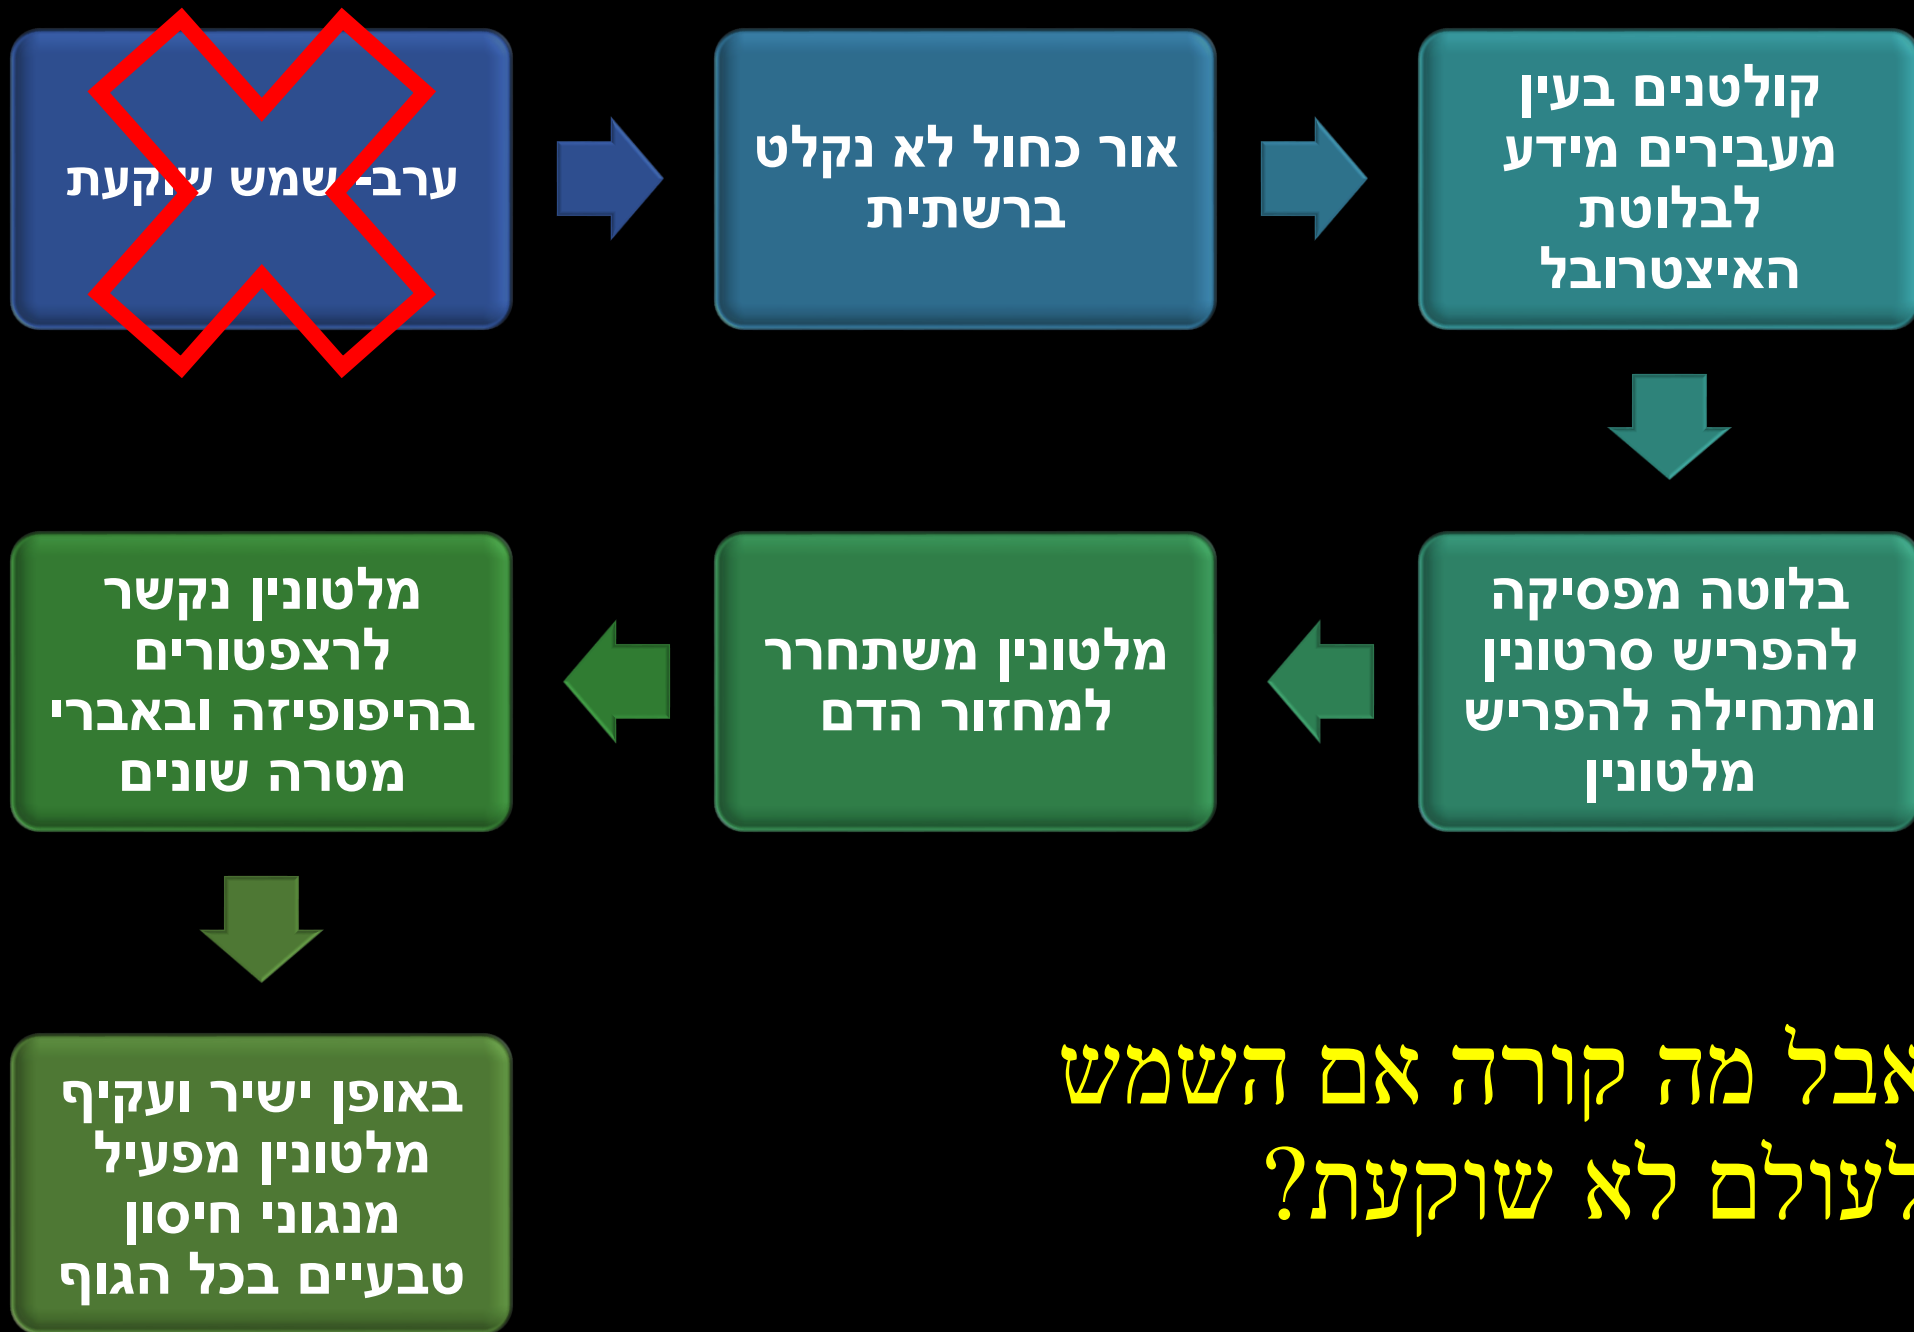 ערב- שמש שוקעת
אור כחול לא נקלט
ברשתית
קולטנים בעין
מעבירים מידע
לבלוטת
האיצטרובל
בלוטה מפסיקה
להפריש סרטונין
ומתחילה להפריש
מלטונין
מלטונין משתחרר
למחזור הדם
מלטונין נקשר
לרצפטורים
בהיפופיזה ובאברי
מטרה שונים
באופן ישיר ועקיף
מלטונין מפעיל
מנגוני חיסון
טבעיים בכל הגוף
אבל מה קורה אם השמש
לעולם לא שוקעת?